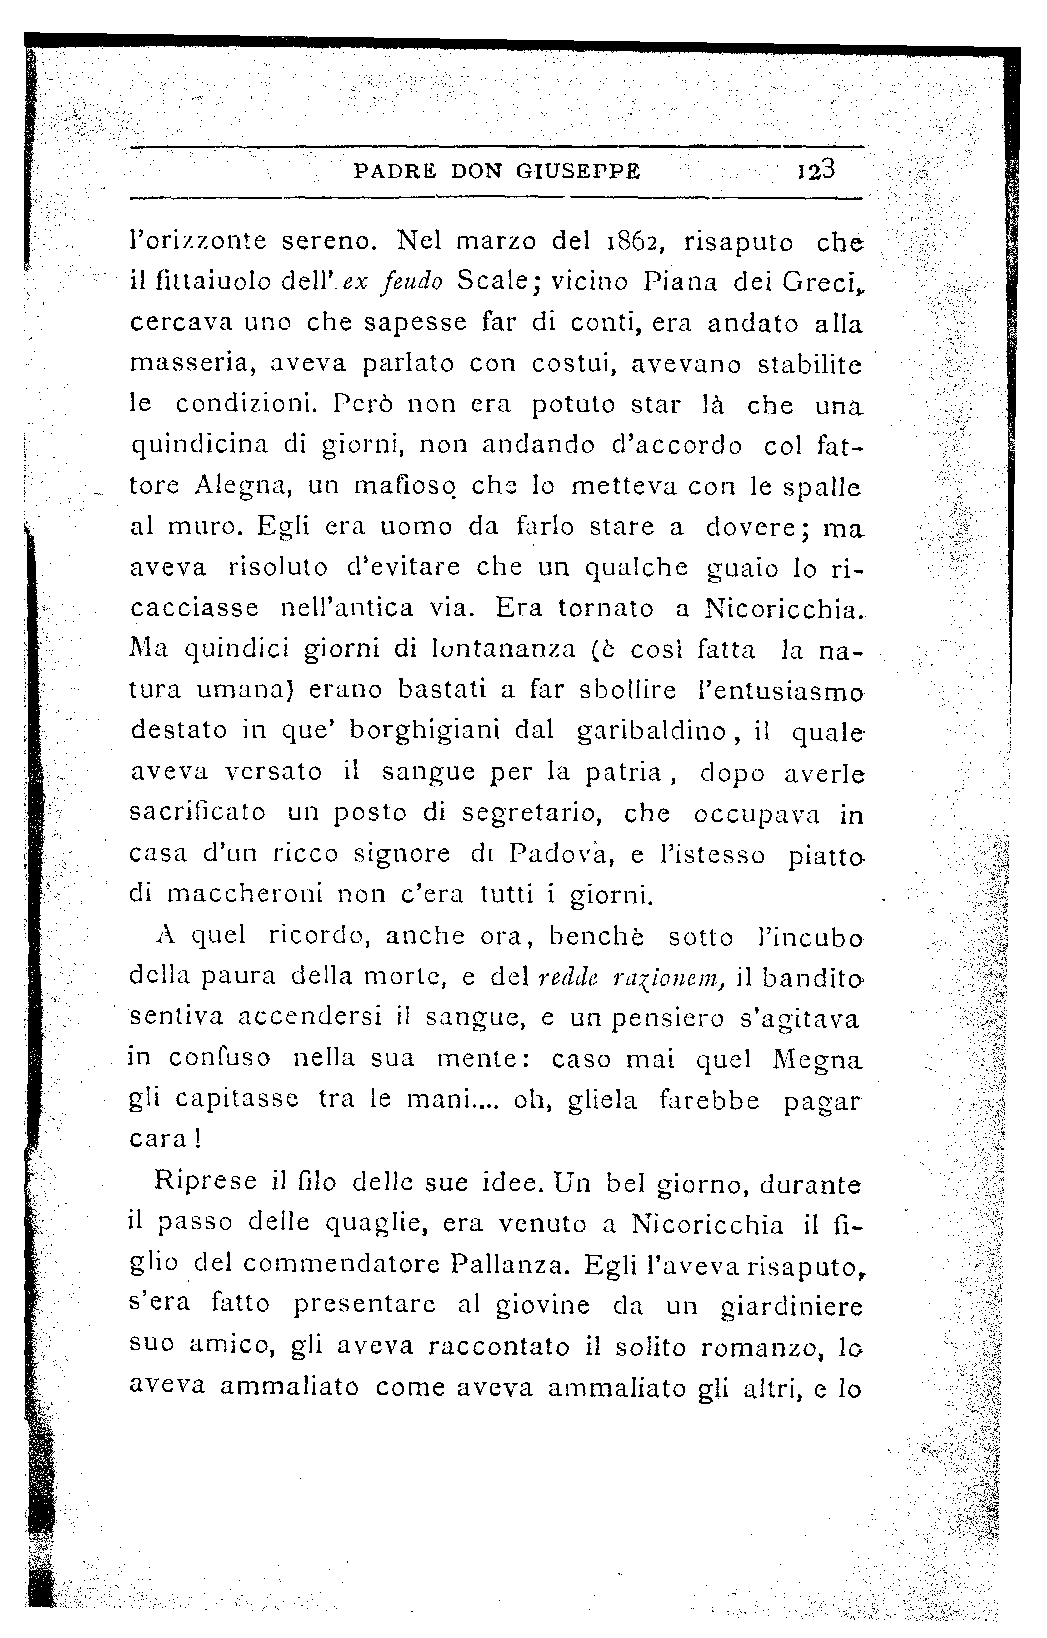 PADRE DON GIUSEPPE 123
l'orizzonte sereno. Nel marzo del 1862, risaputo che
il fittaiuolo dell' ex feudo Scale; vicino Piana dei Greci,
cercava uno che sapesse far di conti, era andato alla
masseria, aveva parlato con costui, avevano stabilite
le condizioni. Però non era potuto star là che una
quindicina di giorni, non andando d'accordo col fat-
tore Alegna, un mafioso che lo metteva con le spalle
al muro. Egli era uomo da farlo stare a dovere; ma
aveva risoluto d'evitare che un qualche guaio lo ri-
cacciasse nell'antica via. Era tornato a Nicoricchia.
Ma quindici giorni di lontananza (è così fatta la na-
tura umana) erano bastati a far sbollire l'entusiasmo
destato in que' borghigiani dal garibaldino, il quale
aveva versato il sangue per la patria, dopo averle
sacrificato un posto di segretario, che occupava in
casa d'un ricco signore di Padova, e l'istesso piatto
di maccheroni non c'era tutti i giorni.
A quel ricordo, anche ora, benchè sotto l'incubo
della paura della morte, e del redde razionem, il bandito
sentiva accendersi il sangue, e un pensiero s'agitava
in confuso nella sua mente: caso mai quel Megna
gli capitasse tra le mani.... oh, gliela farebbe pagar
cara!
Riprese il filo delle sue idee. Un bel giorno, durante
il passo delle quaglie, era venuto a Nicoricchia il fi-
glio del commendatore Pallanza. Egli l'aveva risaputo,
s'era fatto presentare al giovine da un giardiniere
suo amico, gli aveva raccontato il solito romanzo, lo
aveva ammaliato come aveva ammaliato gli altri, e lo